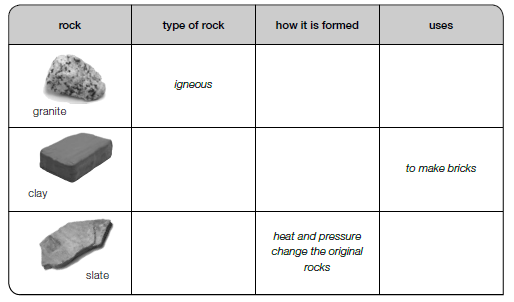 rock type of rock how it is formed uses
igneous
granite
to make bricks
clay
heat and pressure
change the original
rocks
slate